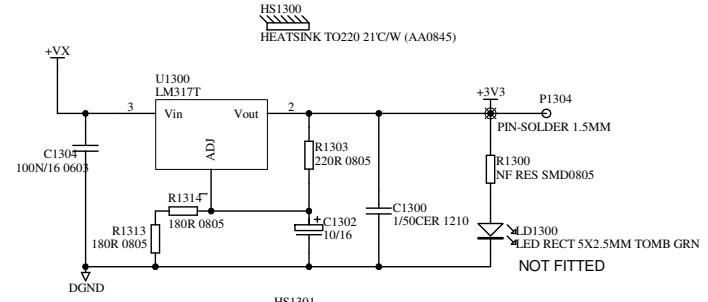 HS1300
HEATSINK TO220 21'C/W (AA0845)
+VX
U1300
LM317T
3
Vin
Vout
2
ADJ
1
+3V3
P1304
PIN-SOLDER 1.5MM
C1304
100N/16 0603
R1303
220R 0805
R1300
NF RES SMD0805
R1314
180R 0805
R1313
180R 0805
+
C1302
10/16
C1300
1/50CER 1210
LD1300
LED RECT 5X2.5MM TOMB GRN
NOT FITTED
DGND
HS1301